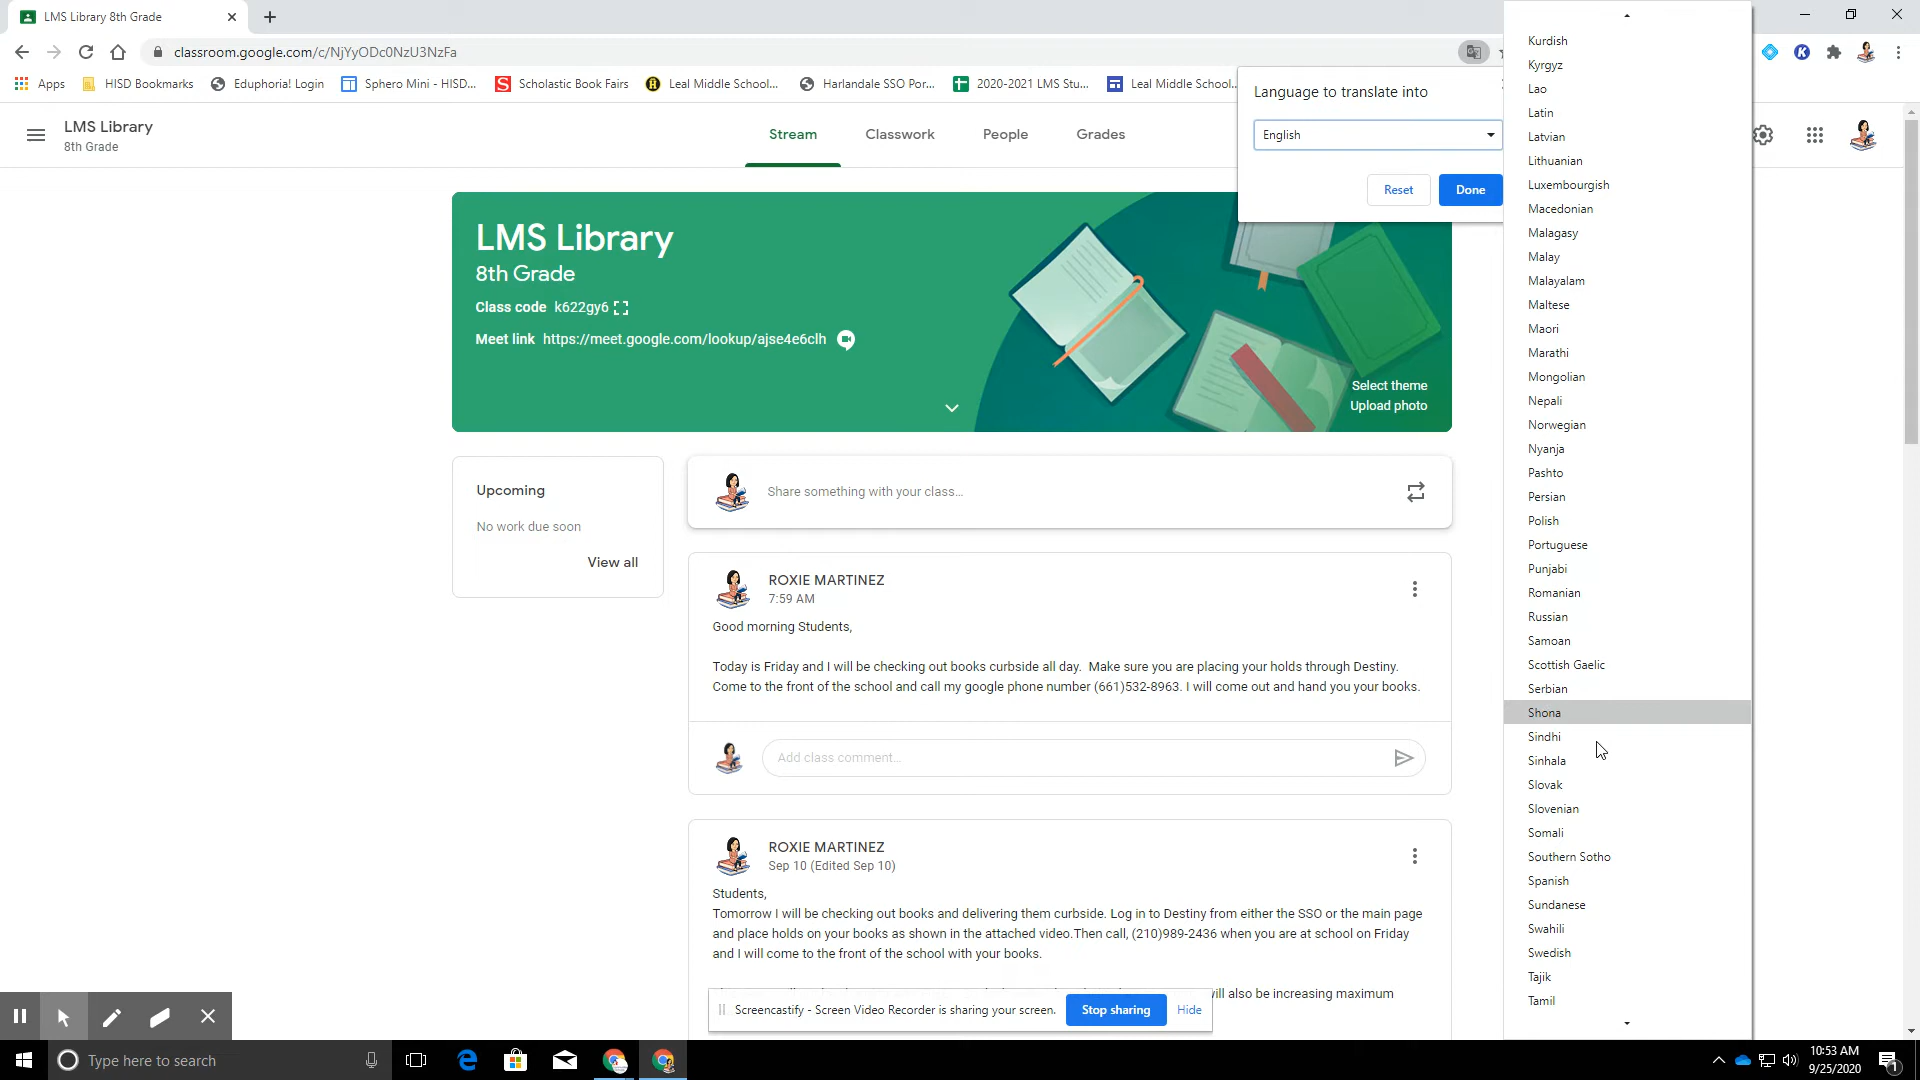 LMS Library 8th Grade
classroom.google.com/c/NjYyODc0NzU3NzFa
Apps
HISD Bookmarks
Eduphoria! Login
Sphero Mini - HISD...
Scholastic Book Fairs
Leal Middle School...
Harlandale SSO Por...
2020-2021 LMS Stu...
Leal Middle School...
LMS Library
8th Grade
Stream
Classwork
People
Grades
Language to translate into
English
Reset
Done
LMS Library
8th Grade
Class code k622gy6
Meet link https://meet.google.com/lookup/ajse4e6clh
Select theme
Upload photo
Upcoming
No work due soon
View all
Share something with your class...
ROXIE MARTINEZ
7:59 AM
Good morning Students,
Today is Friday and I will be checking out books curbside all day. Make sure you are placing your holds through Destiny.
Come to the front of the school and call my google phone number (661)532-8963. I will come out and hand you your books.
Add class comment...
ROXIE MARTINEZ
Sep 10 (Edited Sep 10)
Students,
Tomorrow I will be checking out books and delivering them curbside. Log in to Destiny from either the SSO or the main page
and place holds on your books as shown in the attached video.Then call, (210)989-2436 when you are at school on Friday
and I will come to the front of the school with your books.
will also be increasing maximum
Screencastify - Screen Video Recorder is sharing your screen.
Stop sharing
Hide
Kurdish
Kyrgyz
Lao
Latin
Latvian
Lithuanian
Luxembourgish
Macedonian
Malagasy
Malay
Malayalam
Maltese
Maori
Marathi
Mongolian
Nepali
Norwegian
Nyanja
Pashto
Persian
Polish
Portuguese
Punjabi
Romanian
Russian
Samoan
Scottish Gaelic
Serbian
Shona
Sindhi
Sinhala
Slovak
Slovenian
Somali
Southern Sotho
Spanish
Sundanese
Swahili
Swedish
Tajik
Tamil
Type here to search
10:53 AM
9/25/2020
1